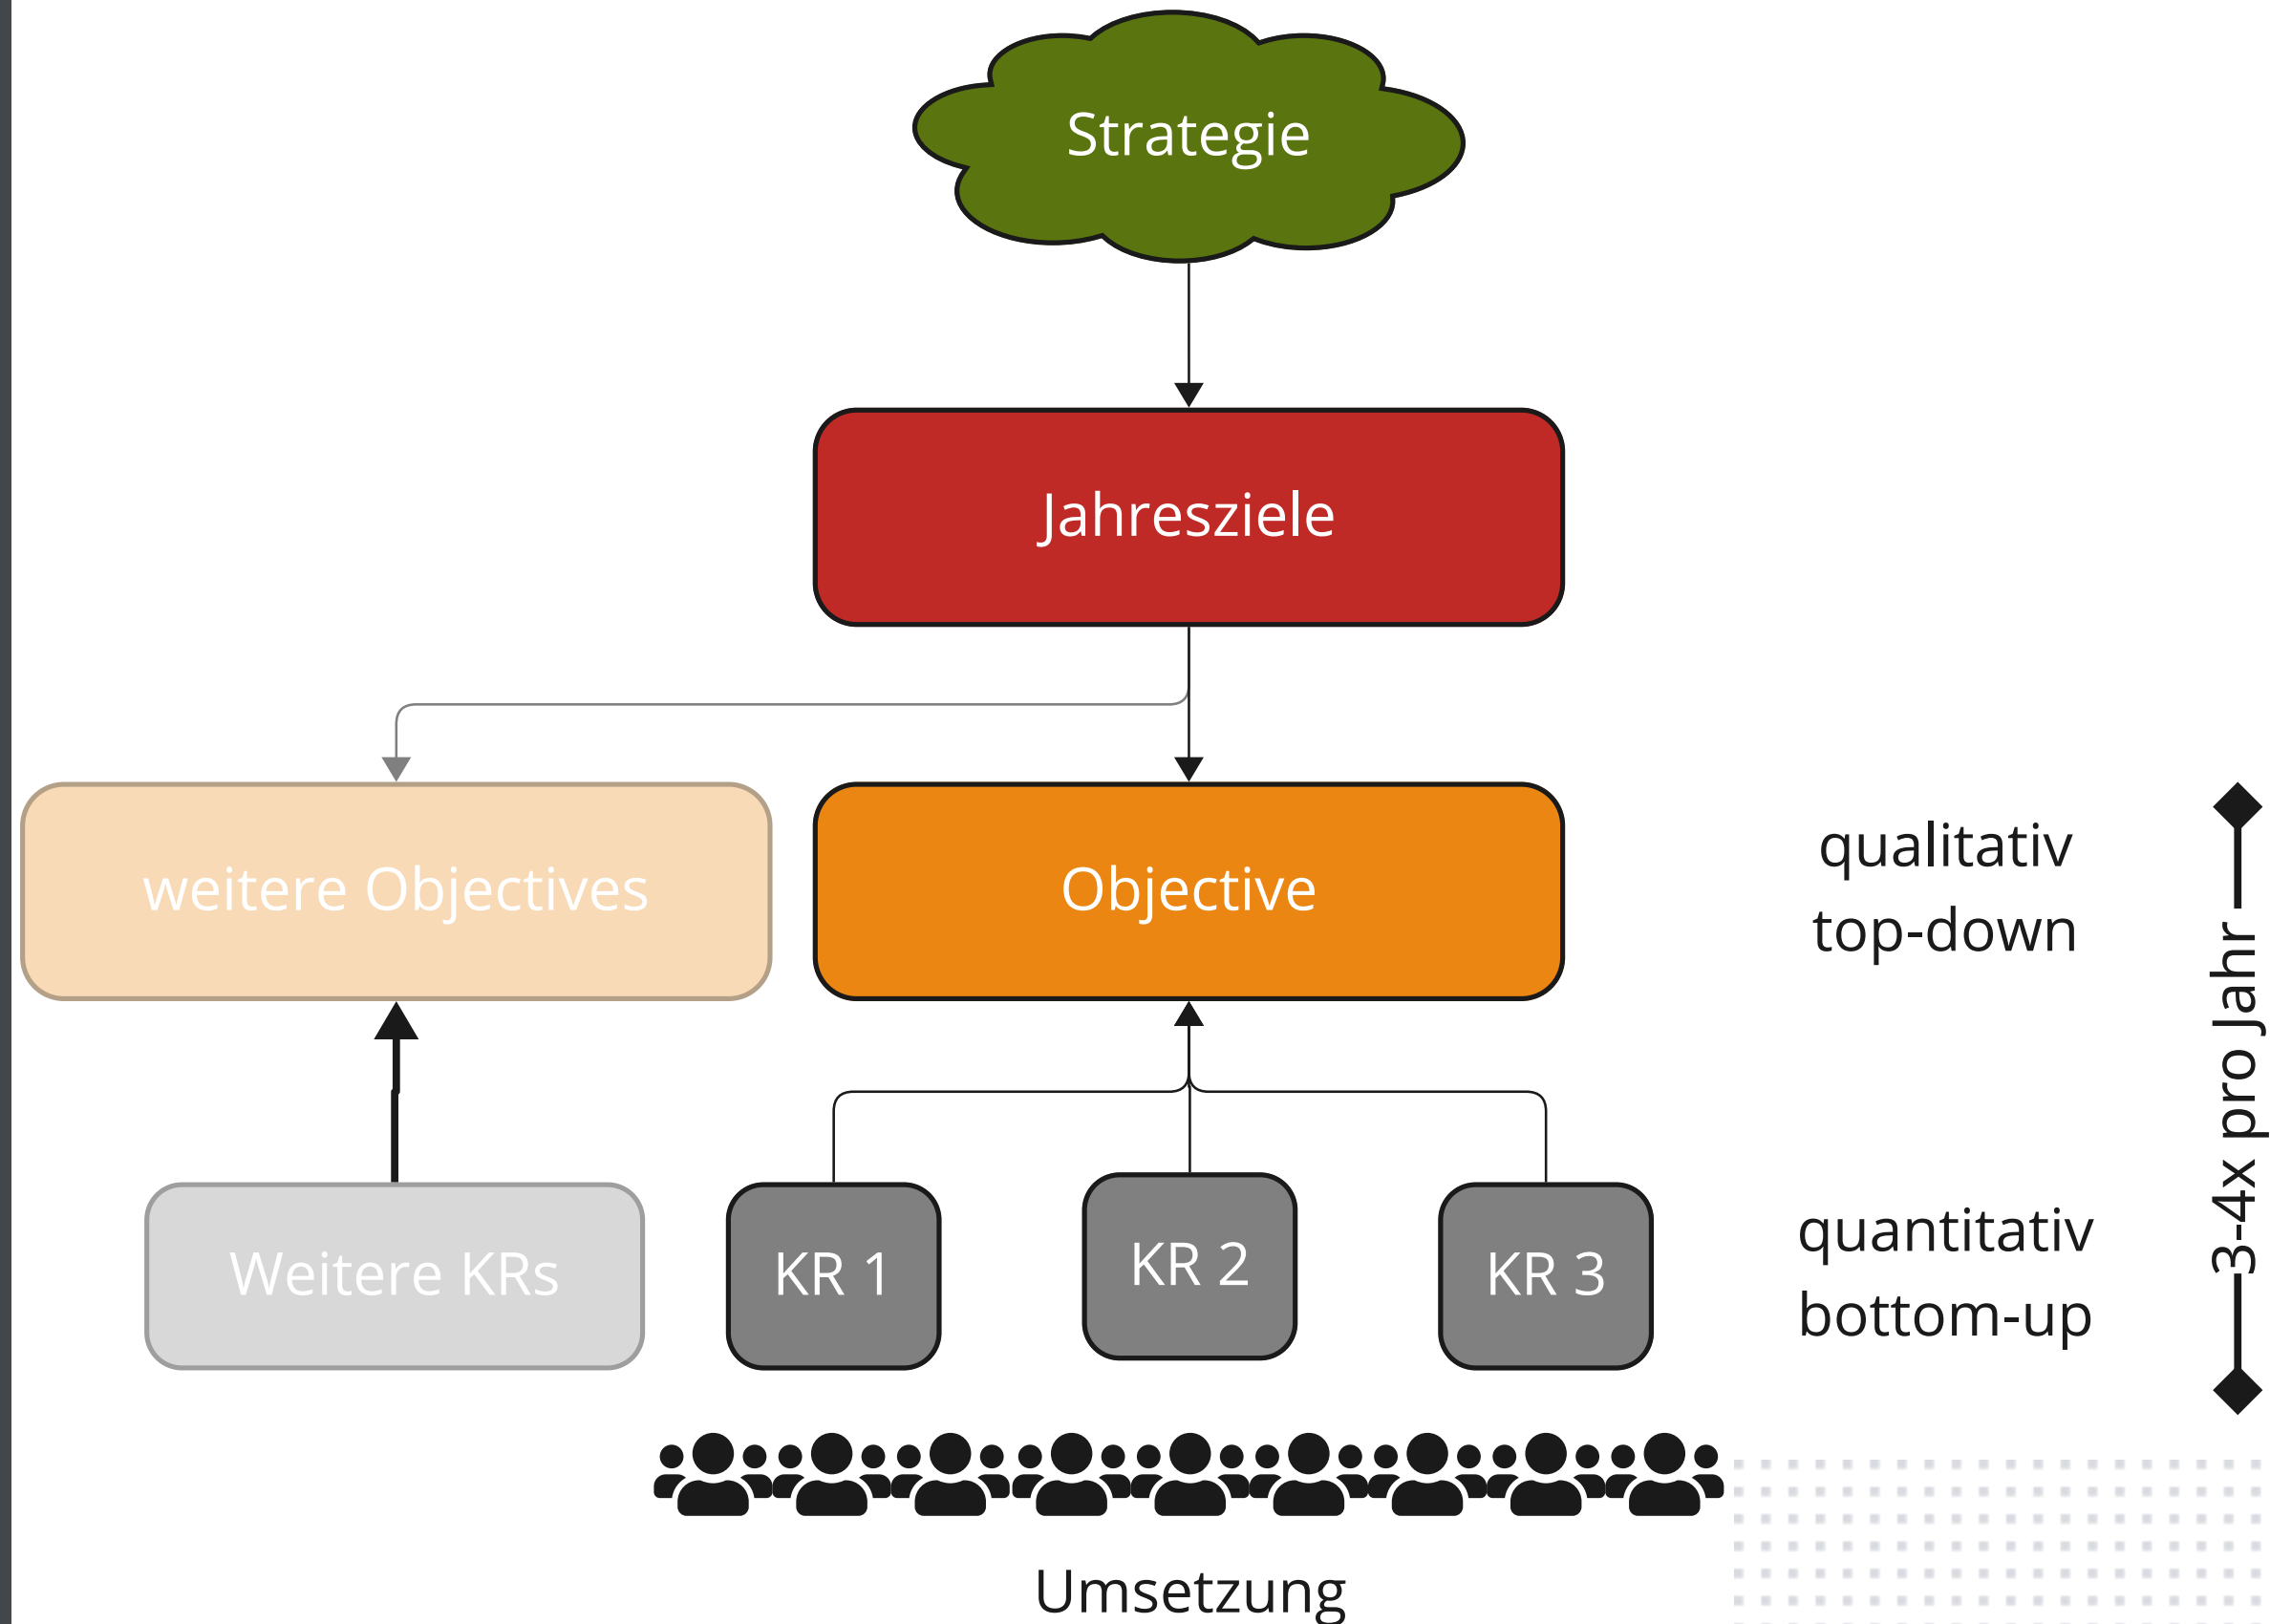 Strategie
Jahresziele
weitere Objectives
Objective
qualitativ
top-down
3-4x pro Jahr
Weitere KRs
KR 1
KR 2
KR 3
quantitativ
bottom-up
Umsetzung